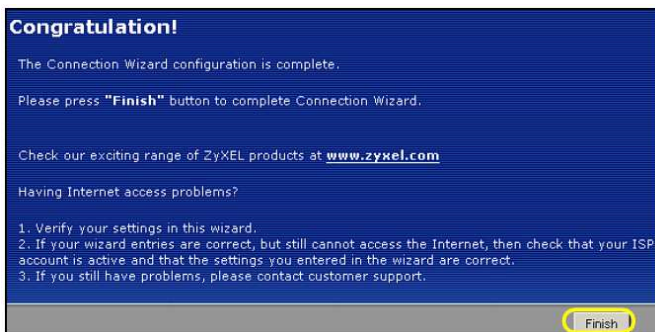 Congratulation!
The Connection Wizard configuration is complete.
Please press "Finish" button to complete Connection Wizard.
Check our exciting range of ZyXEL products at www.zyxel.com
Having Internet access problems?
1. Verify your settings in this wizard.
2. If your wizard entries are correct, but still cannot access the Internet, then check that your ISP
account is active and that the settings you entered in the wizard are correct.
3. If you still have problems, please contact customer support.
Finish